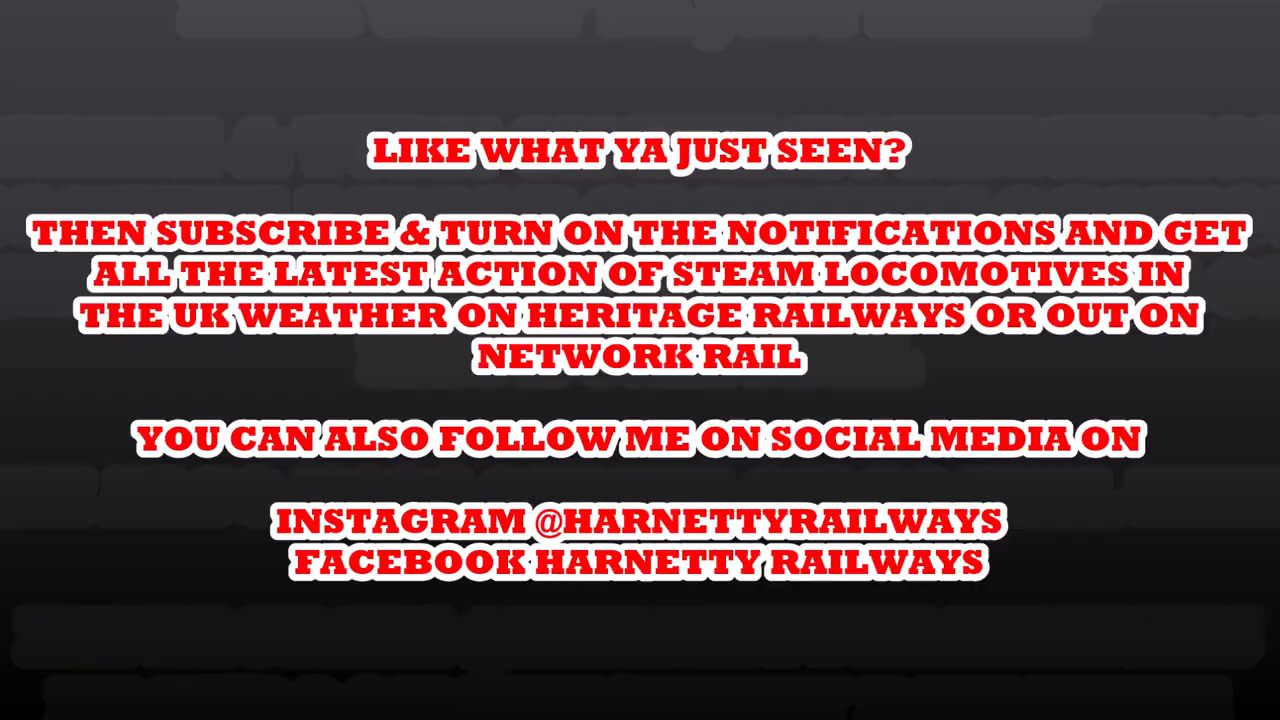 LIKE WHAT YA JUST SEEN?
THEN SUBSCRIBE & TURN ON THE NOTIFICATIONS AND GET
ALL THE LATEST ACTION OF STEAM LOCOMOTIVES IN
THE UK WEATHER ON HERITAGE RAILWAYS OR OUT ON
NETWORK RAIL
YOU CAN ALSO FOLLOW ME ON SOCIAL MEDIA ON
INSTAGRAM @HARNETTYRAILWAYS
FACEBOOK HARNETTY RAILWAYS